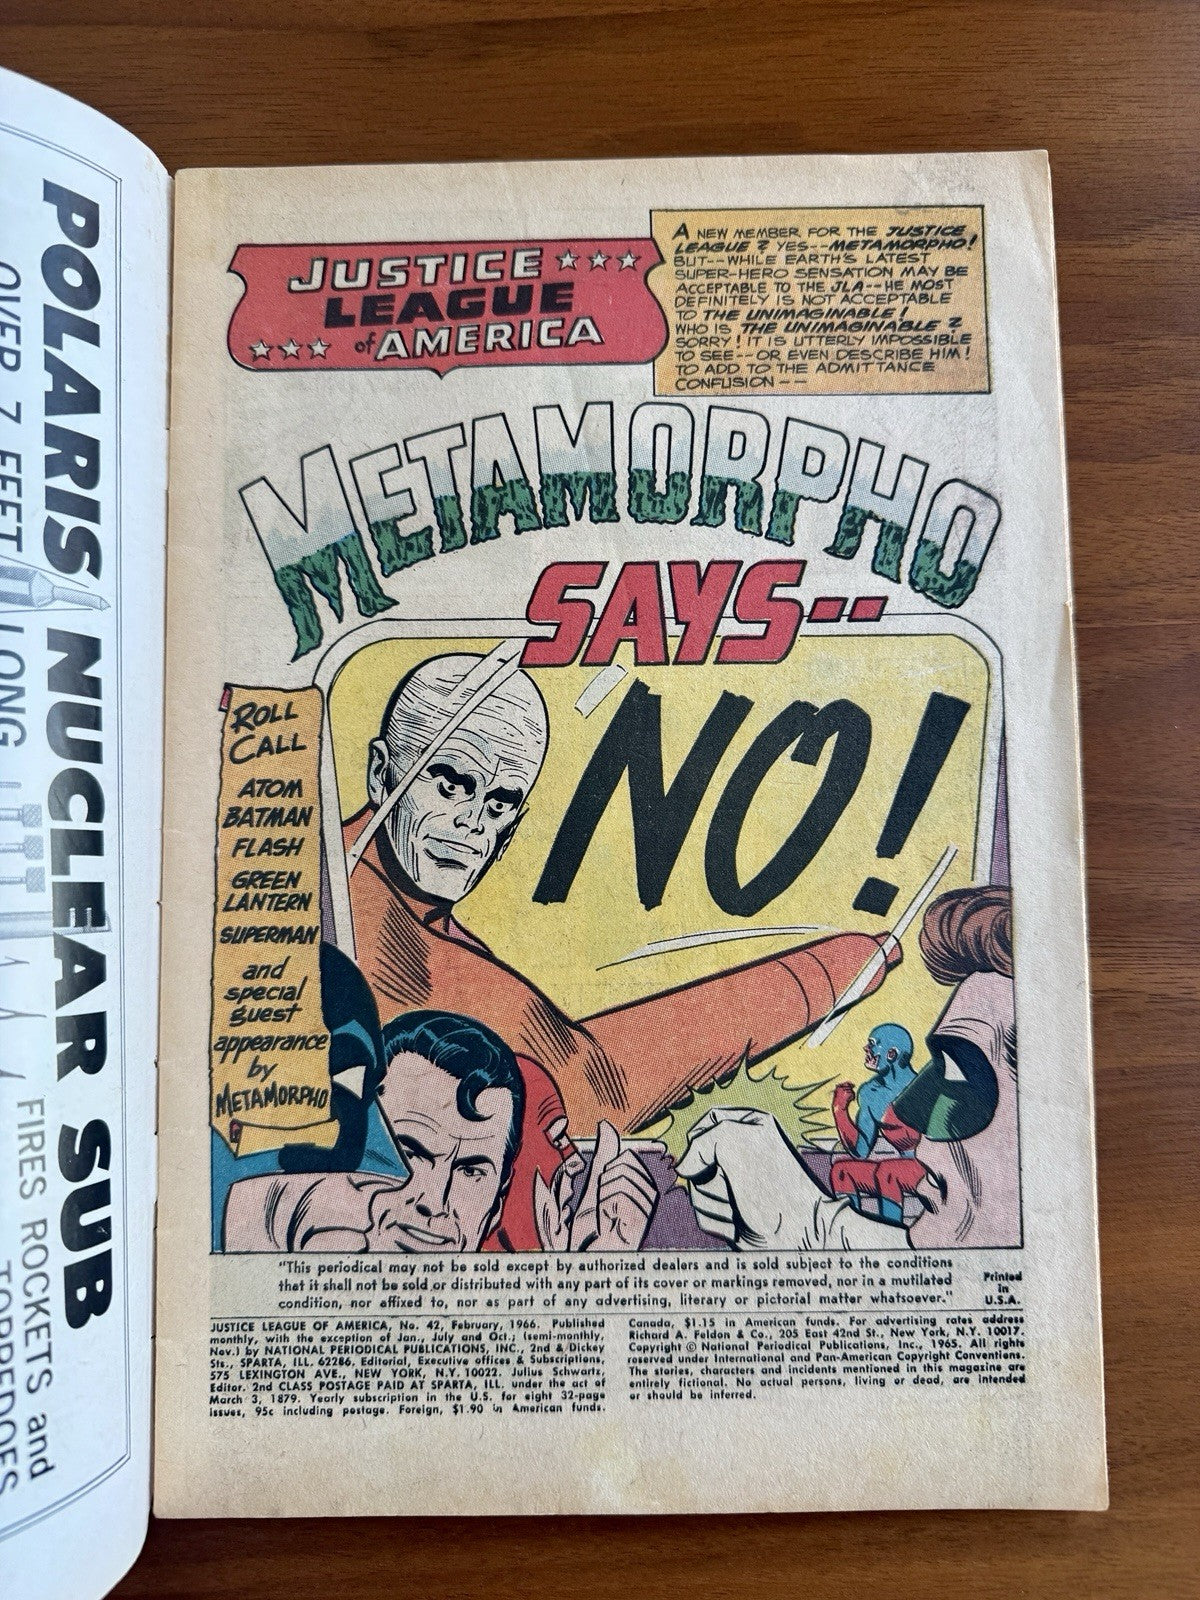 POLARIS NUCLEAR SUB
OVER 7 FEET LONG
FIRES ROCKETS and
TORPEDOES
JUSTICE
LEAGUE
of AMERICA
A NEW MEMBER FOR THE JUSTICE
LEAGUE? YES--METAMORPHO!
BUT--WHILE EARTH'S LATEST
SUPER-HERO SENSATION MAY BE
ACCEPTABLE TO THE JLA--HE MOST
DEFINITELY IS NOT ACCEPTABLE
TO THE UNIMAGINABLE!
WHO IS THE UNIMAGINABLE?
SORRY! IT IS UTTERLY IMPOSSIBLE
TO SEE--OR EVEN DESCRIBE HIM!
TO ADD TO THE ADMITTANCE
CONFUSION--
METAMORPHO
SAYS--
NO!
ROLL
CALL
ATOM
BATMAN
FLASH
GREEN
LANTERN
SUPERMAN
and
special
guest
appearance
by
METAMORPHO
"This periodical may not be sold except by authorized dealers and is sold subject to the conditions
that it shall not be sold or distributed with any part of its cover or markings removed, nor in a mutilated
condition, nor affixed to, nor as part of any advertising, literary or pictorial matter whatsoever."
Printed
in
U.S.A.
JUSTICE LEAGUE OF AMERICA, No. 42, February, 1966. Published
monthly, with the exception of Jan., July and Oct.; (semi-monthly,
Nov.) by NATIONAL PERIODICAL PUBLICATIONS, INC., 2nd & Dickey
Sts., SPARTA, ILL. 62286. Editorial, Executive offices & Subscriptions,
575 LEXINGTON AVE., NEW YORK, N.Y. 10022. Julius Schwartz,
Editor. 2nd CLASS POSTAGE PAID AT SPARTA, ILL. under the act of
March 3, 1879. Yearly subscription in the U.S. for eight 32-page
issues, 95c including postage. Foreign, $1.90 in American funds.
Canada, $1.15 in American funds. For advertising rates address
Richard A. Feldon & Co., 205 East 42nd St., New York, N.Y. 10017.
Copyright © National Periodical Publications, Inc., 1965. All rights
reserved under International and Pan-American Copyright Conventions.
The stories, characters and incidents mentioned in this magazine are
entirely fictional. No actual persons, living or dead, are intended
or should be inferred.